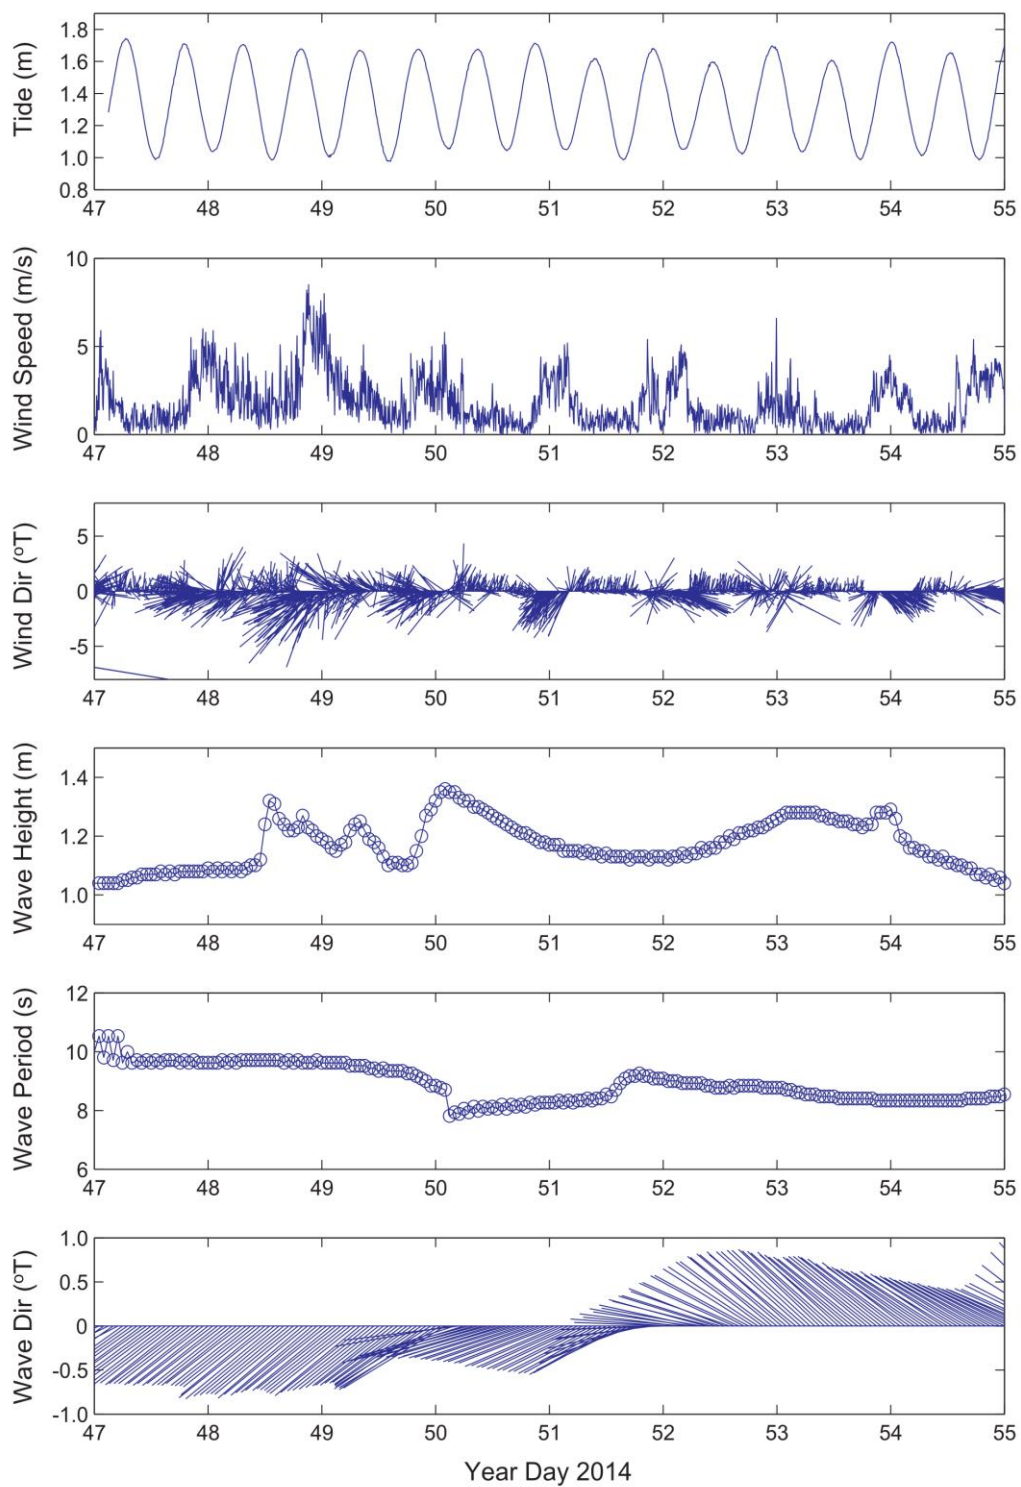 Tide (m)
1.8
1.6
1.4
1.2
1.0
0.8
47 48 49 50 51 52 53 54 55
Wind Speed (m/s)
10
5
0
47 48 49 50 51 52 53 54 55
Wind Dir (°T)
5
0
-5
47 48 49 50 51 52 53 54 55
Wave Height (m)
1.4
1.2
1.0
47 48 49 50 51 52 53 54 55
Wave Period (s)
12
10
8
6
47 48 49 50 51 52 53 54 55
Wave Dir (°T)
1.0
0.5
0
-0.5
-1.0
47 48 49 50 51 52 53 54 55
Year Day 2014